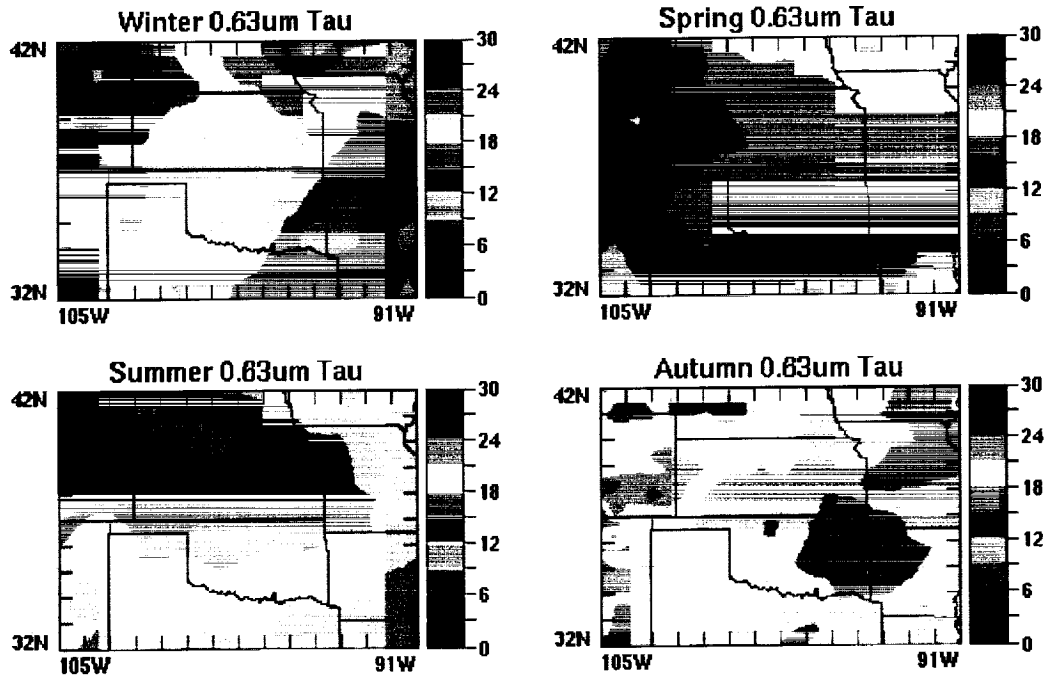 Winter 0.63um Tau
42N
32N
105W
91W
30
24
18
12
6
0
Spring 0.63um Tau
42N
32N
105W
91W
30
24
18
12
6
0
Summer 0.63um Tau
42N
32N
105W
91W
30
24
18
12
6
0
Autumn 0.63um Tau
42N
32N
105W
91W
30
24
18
12
6
0